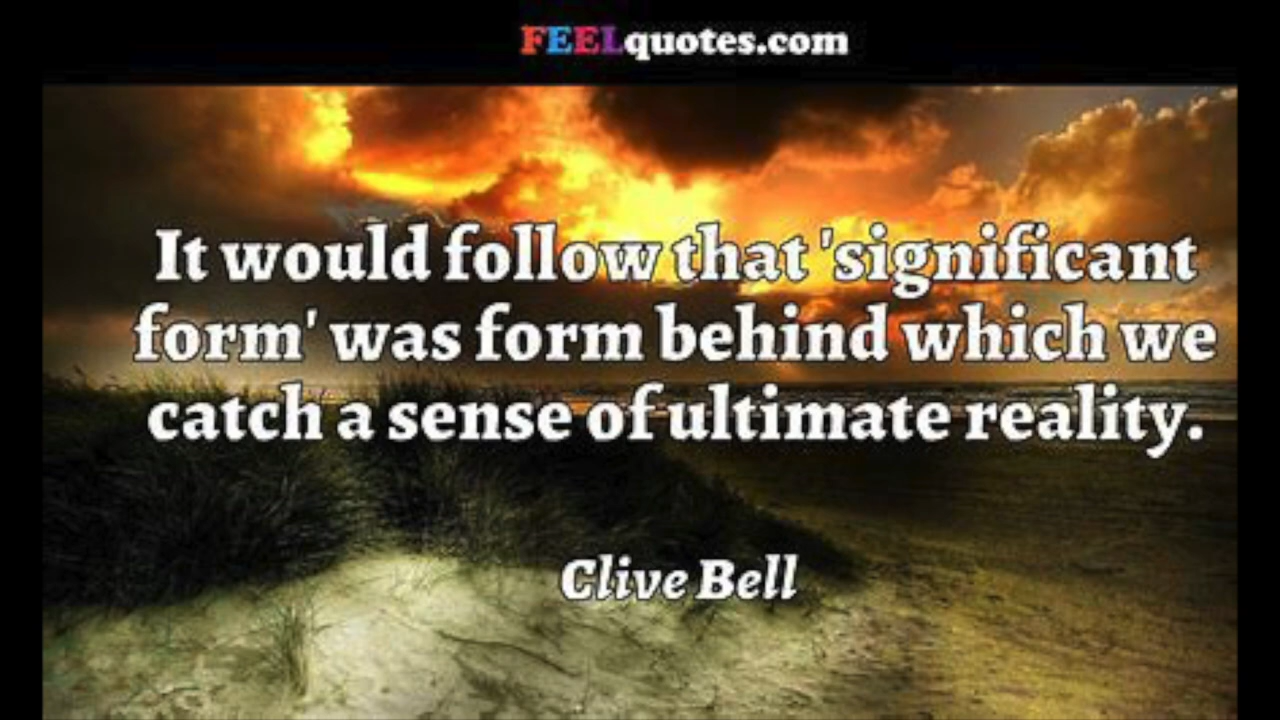 FEELquotes.com
It would follow that 'significant
form' was form behind which we
catch a sense of ultimate reality.
Clive Bell